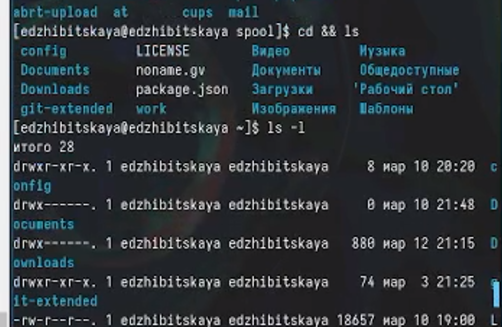 abrt-upload  at       cups  mail
[edzhibitskaya@edzhibitskaya spool]$ cd && ls
config         LICENSE        Видео          Музыка
Documents      noname.gv      Документы      Общедоступные
Downloads      package.json   Загрузки      'Рабочий стол'
git-extended   work           Изображения    Шаблоны
[edzhibitskaya@edzhibitskaya ~]$ ls -l
итого 28
drwxr-xr-x. 1 edzhibitskaya edzhibitskaya     8 мар 10 20:20 c
onfig
drwx------. 1 edzhibitskaya edzhibitskaya     0 мар 10 21:48 D
ocuments
drwx------. 1 edzhibitskaya edzhibitskaya   880 мар 12 21:15 D
ownloads
drwxr-xr-x. 1 edzhibitskaya edzhibitskaya    74 мар  3 21:25 g
it-extended
-rw-r--r--. 1 edzhibitskaya edzhibitskaya 18657 мар 10 19:00 L